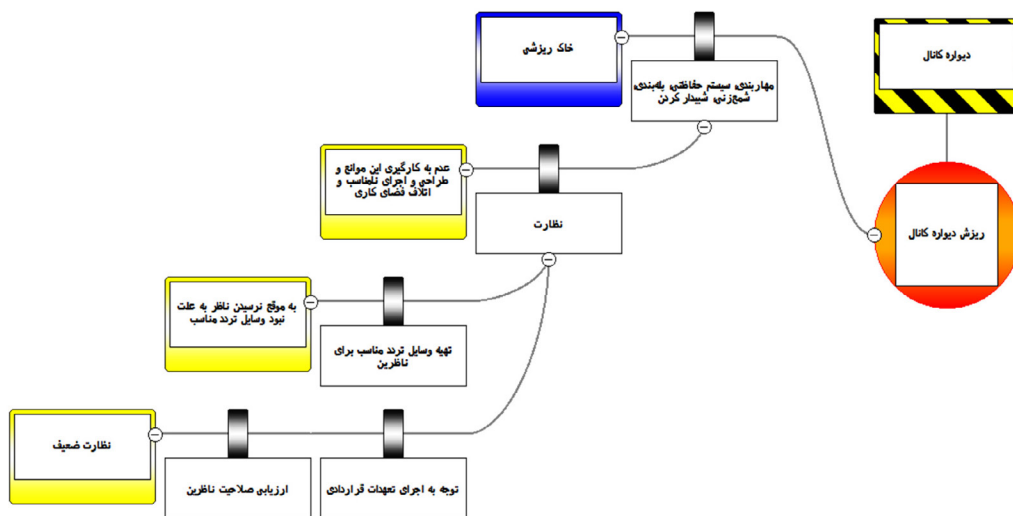 دیواره کانال
خاک ریزشی
مهاربندی، سیستم حفاظتی، پله‌بندی،
شمع‌زنی، شیبدار کردن
ریزش دیواره کانال
عدم به کارگیری این موانع و
طراحی و اجرای نامناسب و
اتلاف فضای کاری
نظارت
به موقع نرسیدن ناظر به علت
نبود وسایل تردد مناسب
تهیه وسایل تردد مناسب برای
ناظرین
نظارت ضعیف
ارزیابی صلاحیت ناظرین
توجه به اجرای تعهدات قراردادی